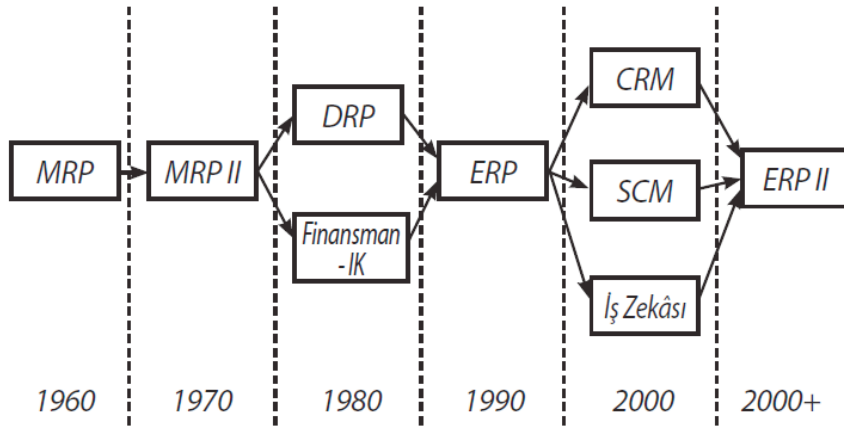 CRM
DRP
MRP
MRP II
ERP
SCM
ERP II
Finansman
- IK
İş Zekâsı
1960
1970
1980
1990
2000
2000+